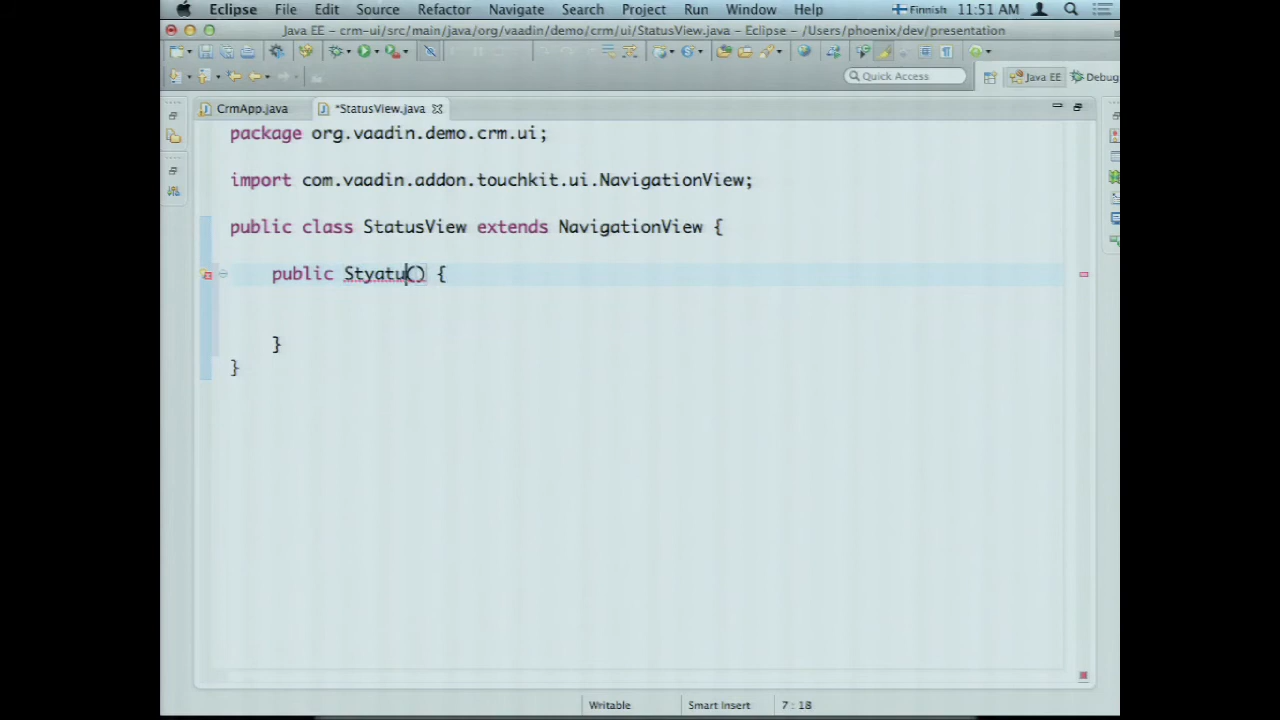 Eclipse File Edit Source Refactor Navigate Search Project Run Window Help Finnish 11:51 AM
Java EE – crm-ui/src/main/java/org/vaadin/demo/crm/ui/StatusView.java – Eclipse – /Users/phoenix/dev/presentation
Quick Access Java EE Debug
CrmApp.java *StatusView.java
package org.vaadin.demo.crm.ui;
import com.vaadin.addon.touchkit.ui.NavigationView;
public class StatusView extends NavigationView {
public Styatu() {
}
}
Writable Smart Insert 7 : 18